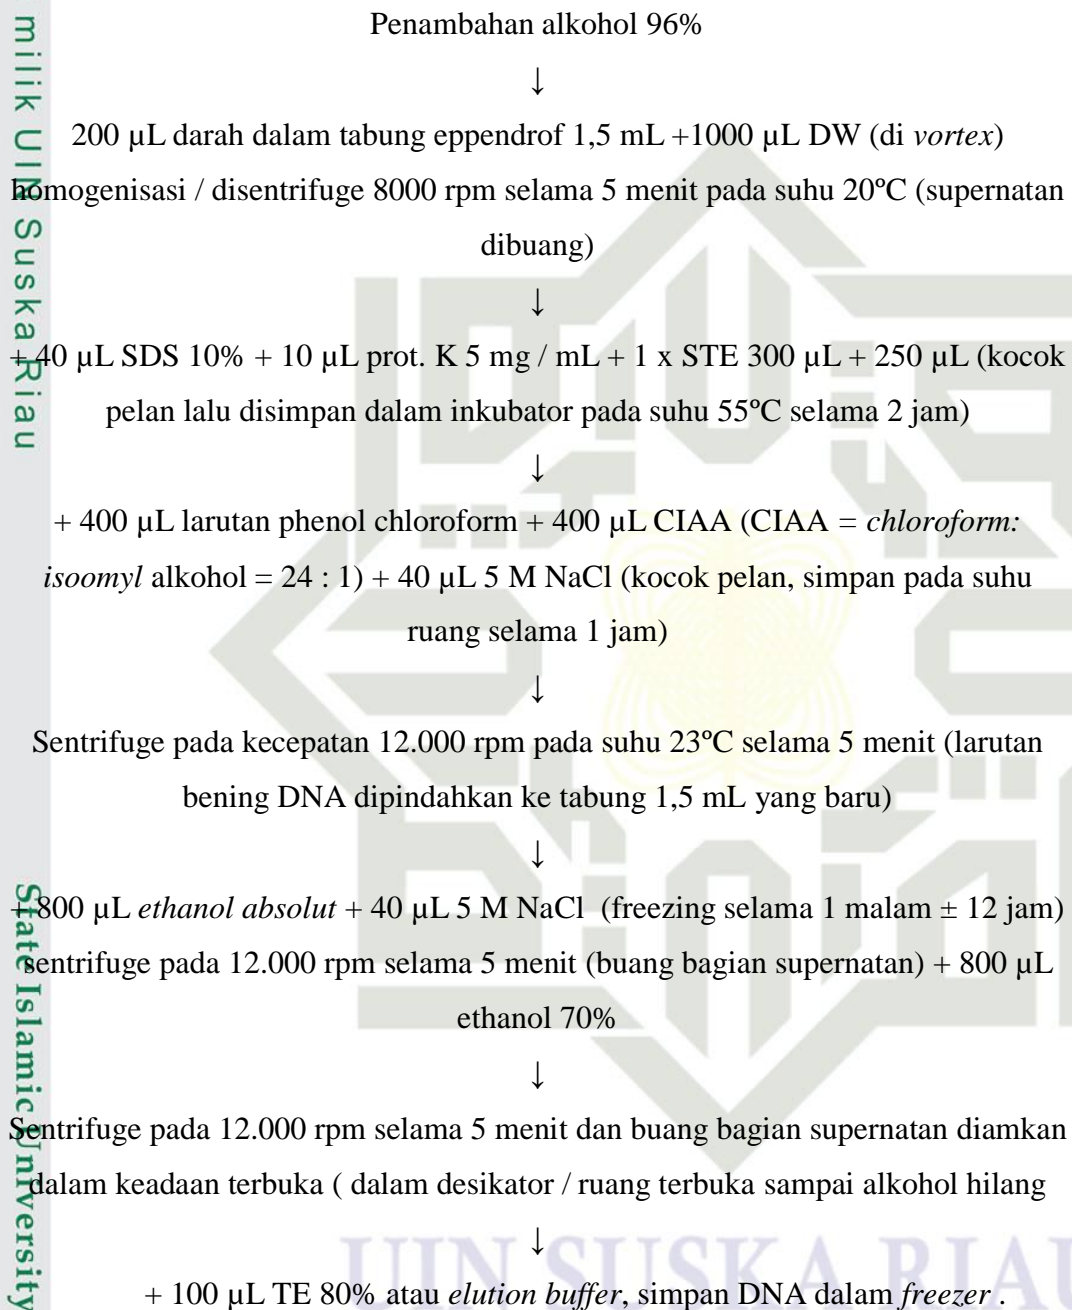 Penambahan alkohol 96%
↓
200 µL darah dalam tabung eppendrof 1,5 mL +1000 µL DW (di vortex)
homogenisasi / disentrifuge 8000 rpm selama 5 menit pada suhu 20ºC (supernatan
dibuang)
↓
+ 40 µL SDS 10% + 10 µL prot. K 5 mg / mL + 1 x STE 300 µL + 250 µL (kocok
pelan lalu disimpan dalam inkubator pada suhu 55ºC selama 2 jam)
↓
+ 400 µL larutan phenol chloroform + 400 µL CIAA (CIAA = chloroform:
isoomyl alkohol = 24 : 1) + 40 µL 5 M NaCl (kocok pelan, simpan pada suhu
ruang selama 1 jam)
↓
Sentrifuge pada kecepatan 12.000 rpm pada suhu 23ºC selama 5 menit (larutan
bening DNA dipindahkan ke tabung 1,5 mL yang baru)
↓
+ 800 µL ethanol absolut + 40 µL 5 M NaCl (freezing selama 1 malam ± 12 jam)
sentrifuge pada 12.000 rpm selama 5 menit (buang bagian supernatan) + 800 µL
ethanol 70%
↓
Sentrifuge pada 12.000 rpm selama 5 menit dan buang bagian supernatan diamkan
dalam keadaan terbuka ( dalam desikator / ruang terbuka sampai alkohol hilang
↓
+ 100 µL TE 80% atau elution buffer, simpan DNA dalam freezer .
milik UIN Suska Riau
State Islamic University
UIN SUSKA RIAU